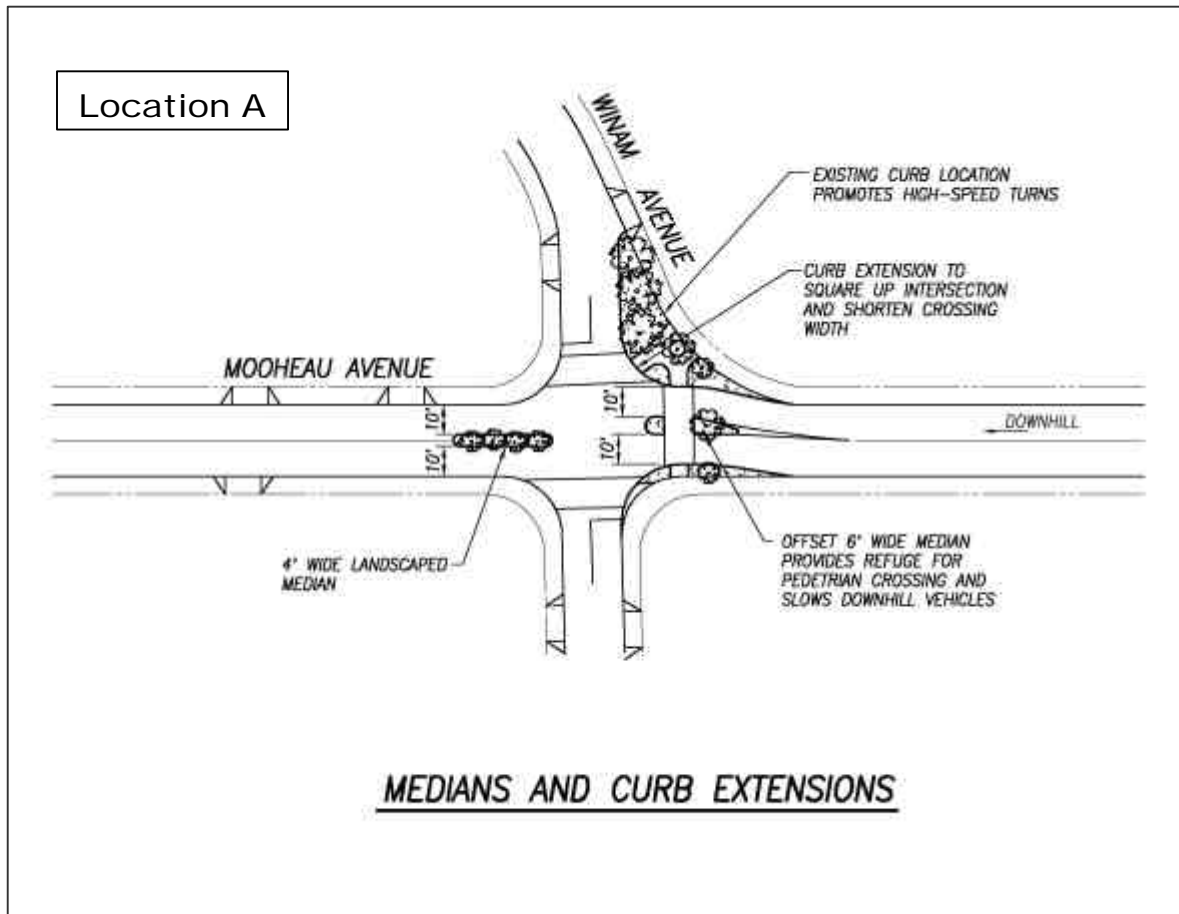 Location A
WINAM
AVENUE
EXISTING CURB LOCATION
PROMOTES HIGH-SPEED TURNS
CURB EXTENSION TO
SQUARE UP INTERSECTION
AND SHORTEN CROSSING
WIDTH
MOOHEAU AVENUE
10'
10'
10'
10'
DOWNHILL
4' WIDE LANDSCAPED
MEDIAN
OFFSET 6' WIDE MEDIAN
PROVIDES REFUGE FOR
PEDETRIAN CROSSING AND
SLOWS DOWNHILL VEHICLES
MEDIANS AND CURB EXTENSIONS